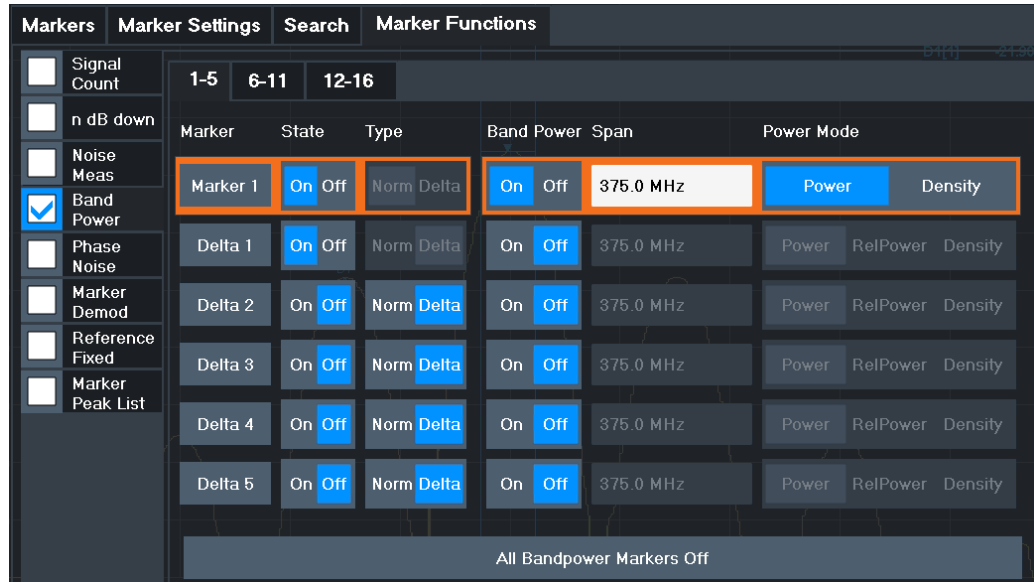 Markers Marker Settings Search Marker Functions
Signal
Count
n dB down
Noise
Meas
Band
Power
Phase
Noise
Marker
Demod
Reference
Fixed
Marker
Peak List
1-5 6-11 12-16
Marker State Type Band Power Span Power Mode
Marker 1 On Off Norm Delta On Off 375.0 MHz Power Density
Delta 1 On Off Norm Delta On Off 375.0 MHz Power RelPower Density
Delta 2 On Off Norm Delta On Off 375.0 MHz Power RelPower Density
Delta 3 On Off Norm Delta On Off 375.0 MHz Power RelPower Density
Delta 4 On Off Norm Delta On Off 375.0 MHz Power RelPower Density
Delta 5 On Off Norm Delta On Off 375.0 MHz Power RelPower Density
All Bandpower Markers Off